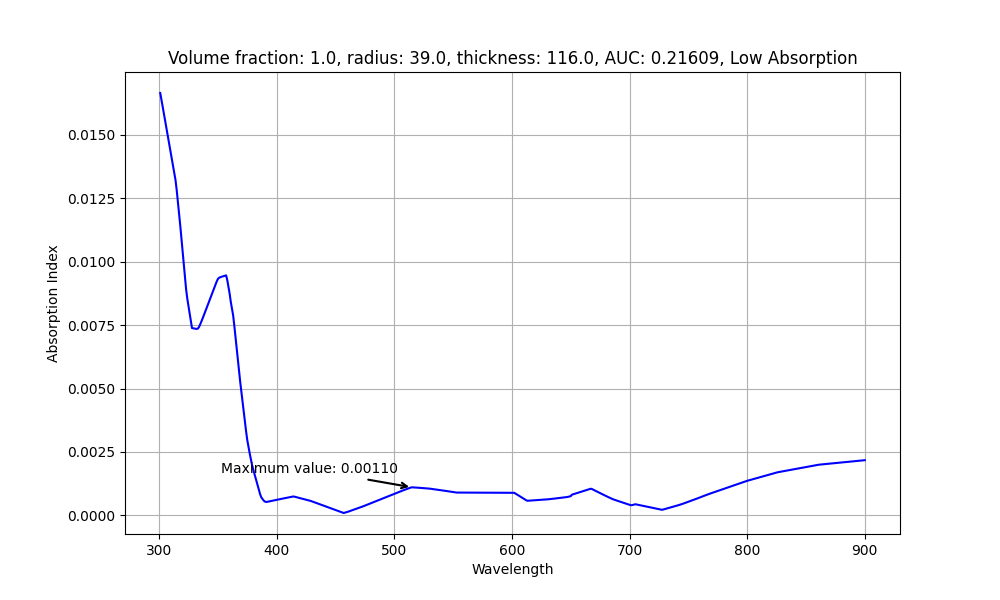 Volume fraction: 1.0, radius: 39.0, thickness: 116.0, AUC: 0.21609, Low Absorption
0.0150
0.0125
0.0100
0.0075
0.0050
0.0025
0.0000
Absorption Index
Maximum value: 0.00110
300 400 500 600 700 800 900
Wavelength